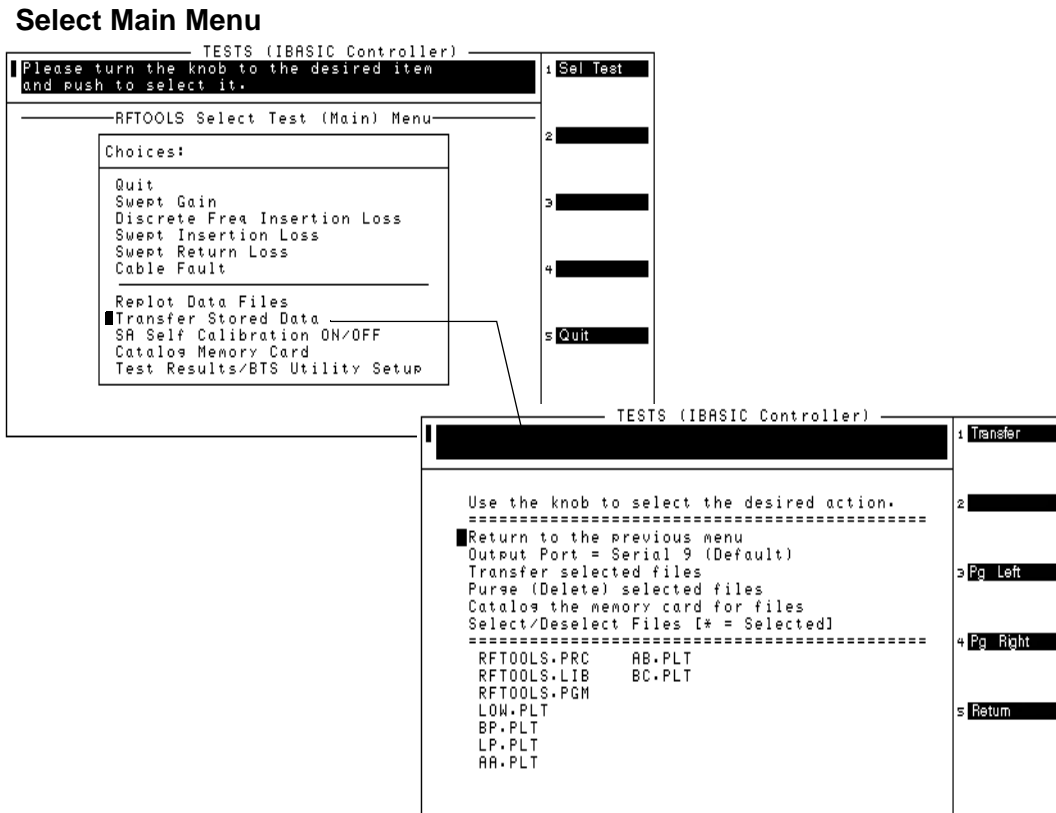 Select Main Menu
TESTS (IBASIC Controller)
Please turn the knob to the desired item
and push to select it.
1 Sel Test
RFTOOLS Select Test (Main) Menu
2
Choices:
Quit
Swept Gain
3
Discrete Freq Insertion Loss
Swept Insertion Loss
Swept Return Loss
Cable Fault
4
Replot Data Files
Transfer Stored Data
SA Self Calibration ON/OFF
5 Quit
Catalog Memory Card
Test Results/BTS Utility Setup
TESTS (IBASIC Controller)
1 Transfer
Use the knob to select the desired action.
2
=============================================
Return to the previous menu
Output Port = Serial 9 (Default)
Transfer selected files
3 Pg Left
Purge (Delete) selected files
Catalog the memory card for files
Select/Deselect Files [* = Selected]
=============================================
4 Pg Right
RFTOOLS.PRC AB.PLT
RFTOOLS.LIB BC.PLT
RFTOOLS.PGM
LOW.PLT
5 Return
BP.PLT
LP.PLT
AA.PLT